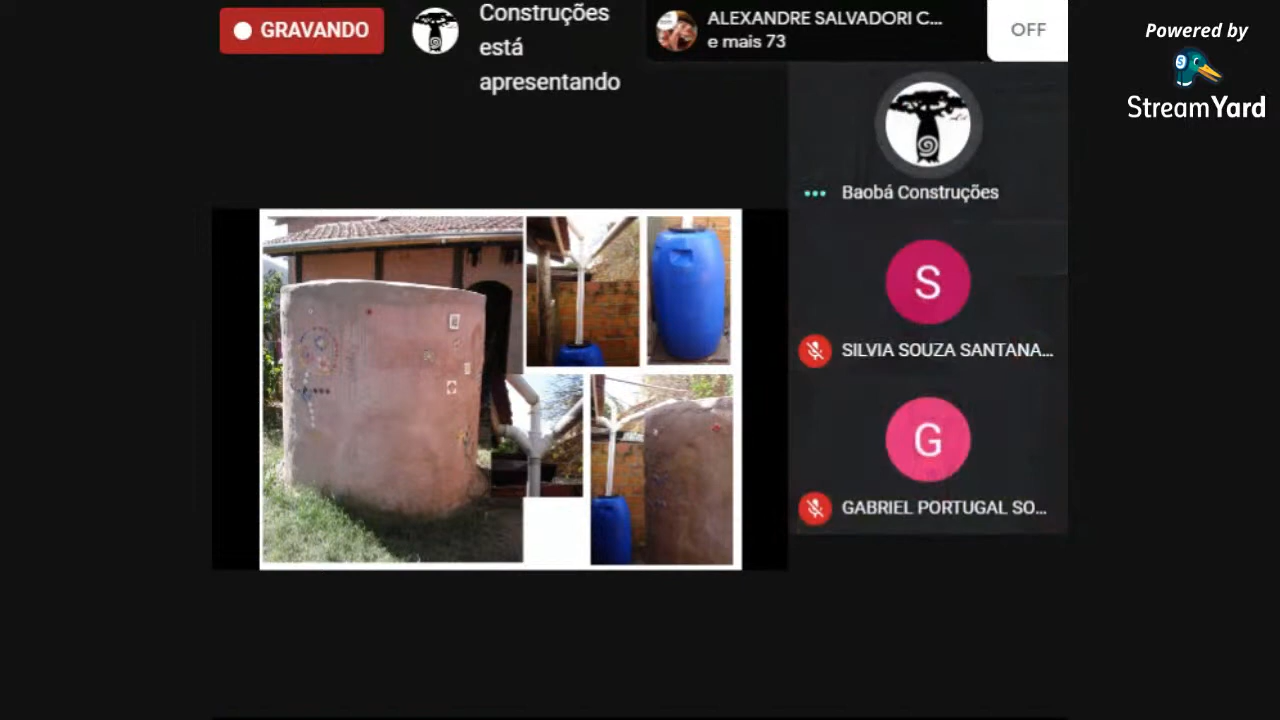 GRAVANDO
Construções
está
apresentando
ALEXANDRE SALVADORI C...
e mais 73
OFF
Powered by
StreamYard
Baobá Construções
S
SILVIA SOUZA SANTANA...
G
GABRIEL PORTUGAL SO...